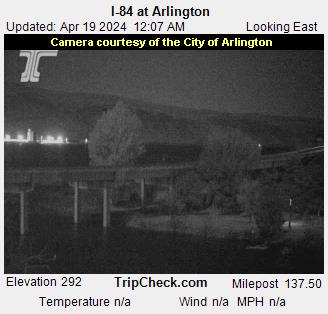 I-84 at Arlington
Updated: Apr 19 2024 12:07 AM Looking East
Camera courtesy of the City of Arlington
Elevation 292 TripCheck.com Milepost 137.50
Temperature n/a Wind n/a MPH n/a